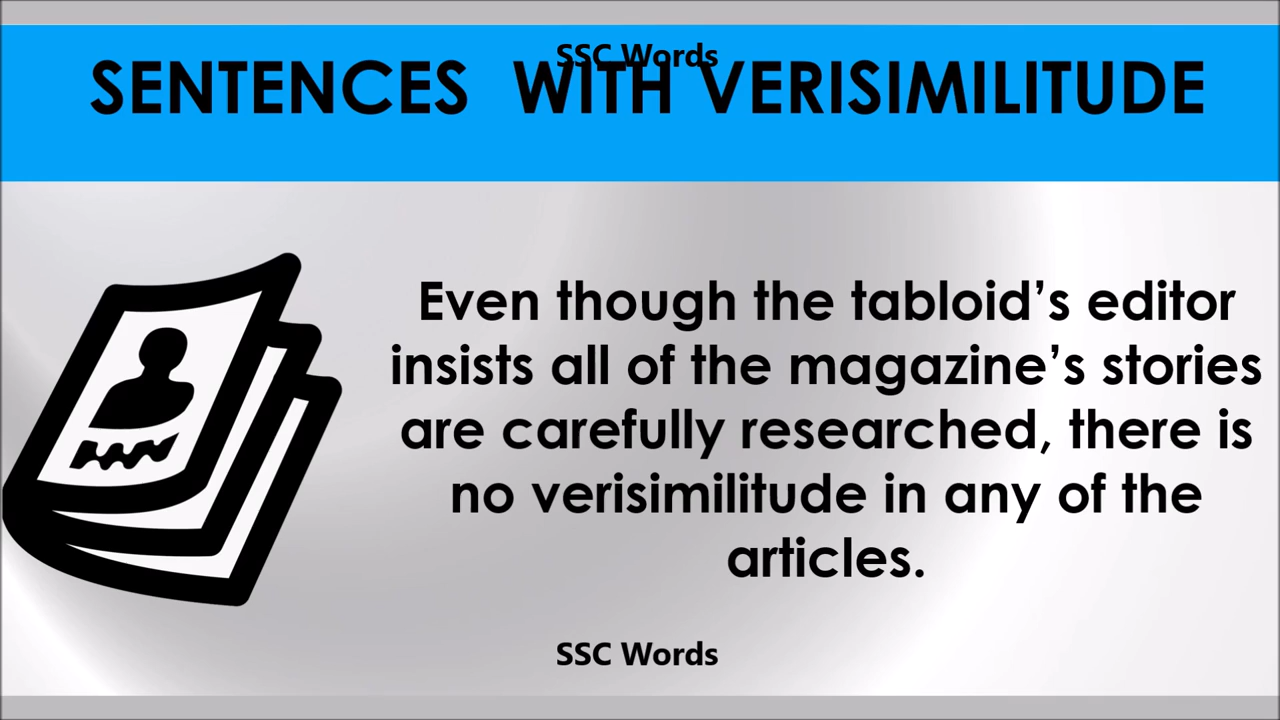 SSC Words
SENTENCES WITH VERISIMILITUDE
Even though the tabloid’s editor
insists all of the magazine’s stories
are carefully researched, there is
no verisimilitude in any of the
articles.
SSC Words